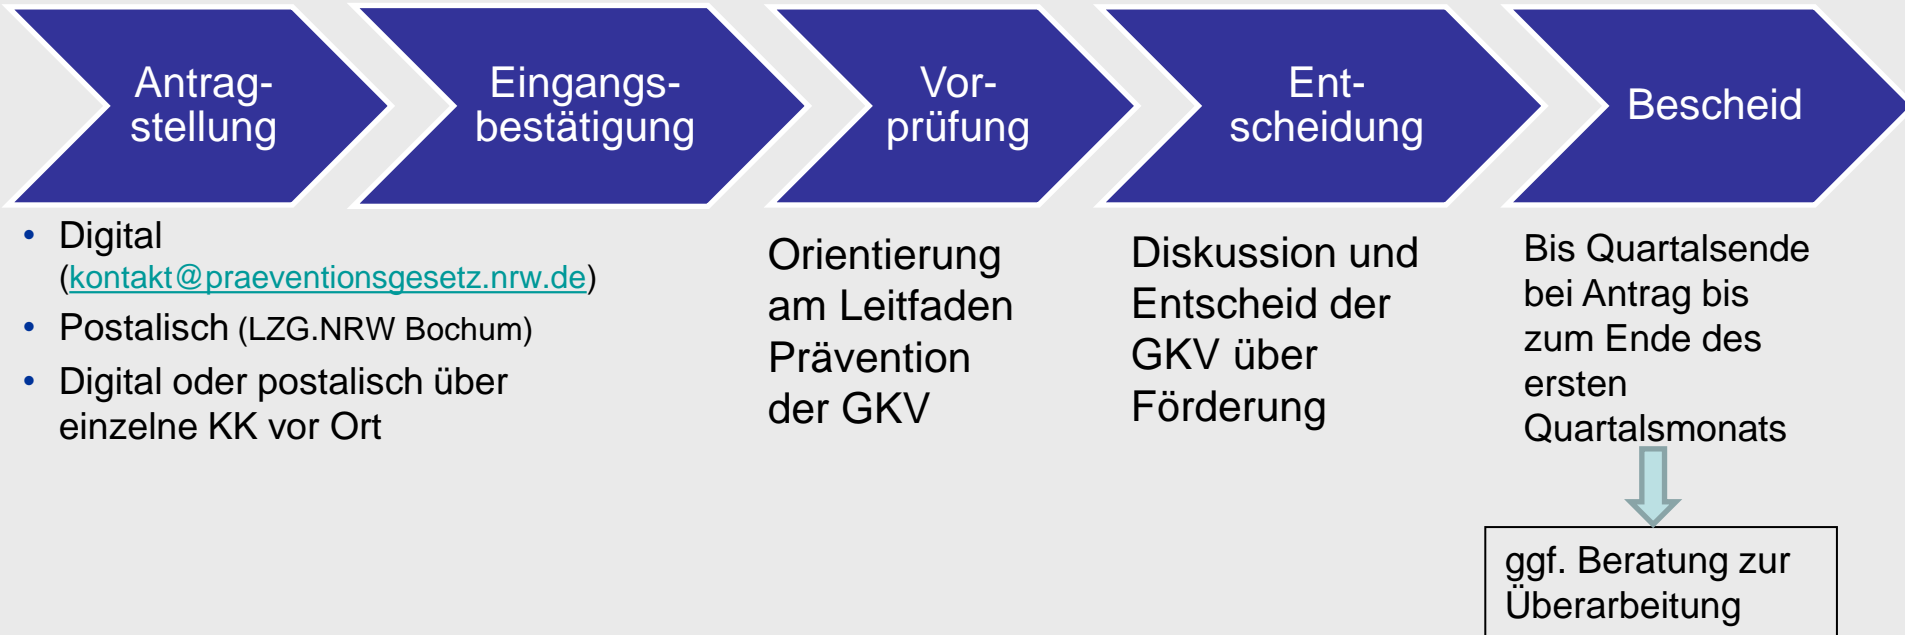 Antrag-
stellung
Eingangs-
bestätigung
Vor-
prüfung
Ent-
scheidung
Bescheid
• Digital
(kontakt@praeventionsgesetz.nrw.de)
• Postalisch (LZG.NRW Bochum)
• Digital oder postalisch über
einzelne KK vor Ort
Orientierung
am Leitfaden
Prävention
der GKV
Diskussion und
Entscheid der
GKV über
Förderung
Bis Quartalsende
bei Antrag bis
zum Ende des
ersten
Quartalsmonats
ggf. Beratung zur
Überarbeitung